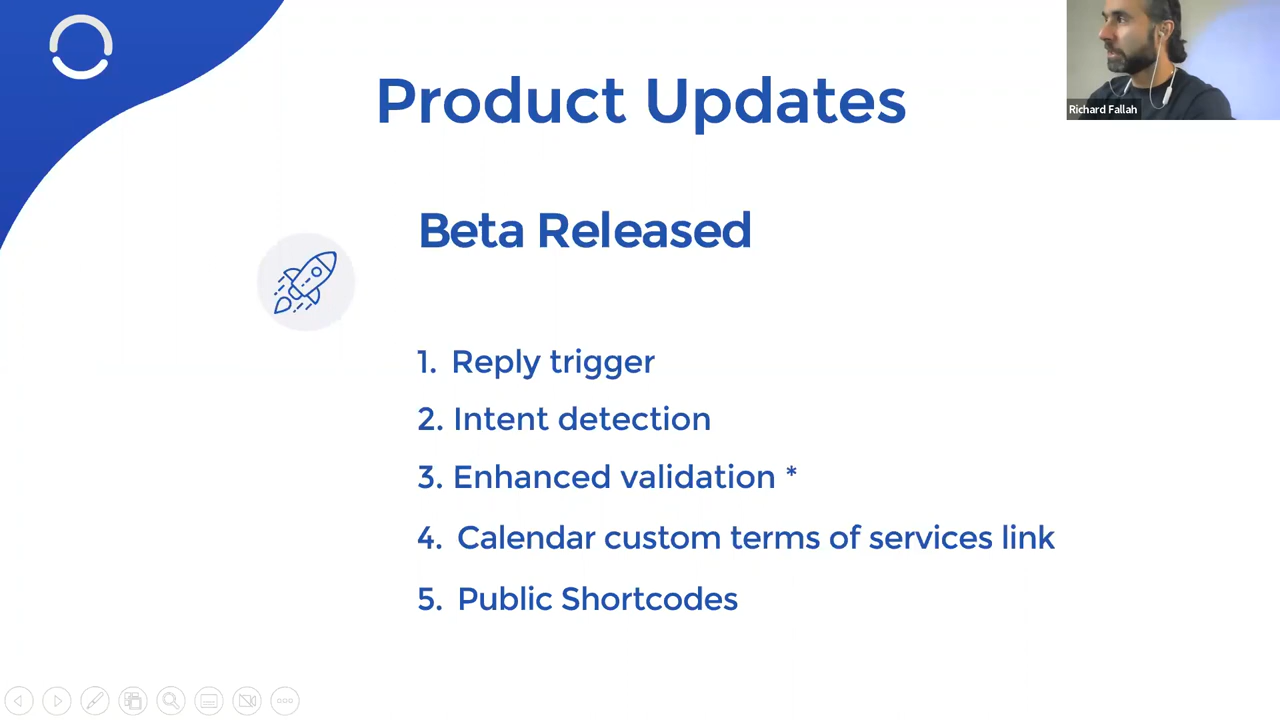 Product Updates
Richard Fallah
Beta Released
1. Reply trigger
2. Intent detection
3. Enhanced validation *
4. Calendar custom terms of services link
5. Public Shortcodes